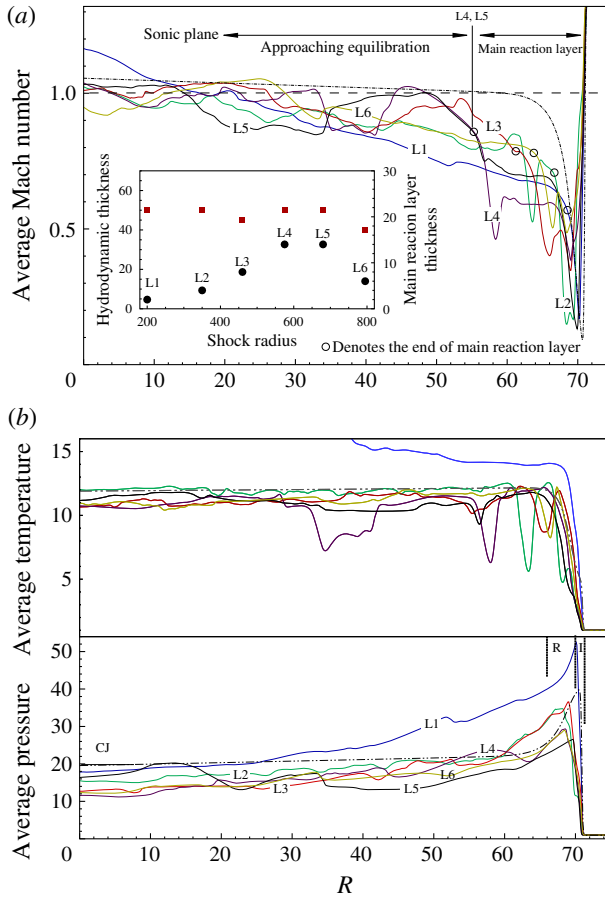 (a)
L4, L5
Sonic plane
Approaching equilibration
Main reaction layer
Average Mach number
1.0
0.5
0
L5
L6
L1
L3
L4
L2
Hydrodynamic thickness
60
40
20
0
30
20
10
0
Main reaction layer
thickness
L1
L2
L3
L4
L5
L6
200
400
600
800
Shock radius
Denotes the end of main reaction layer
0 10 20 30 40 50 60 70
(b)
Average temperature
15
10
5
Average pressure
50
40
30
20
10
R I
CJ
L1
L2
L3
L4
L5
L6
0 10 20 30 40 50 60 70
R